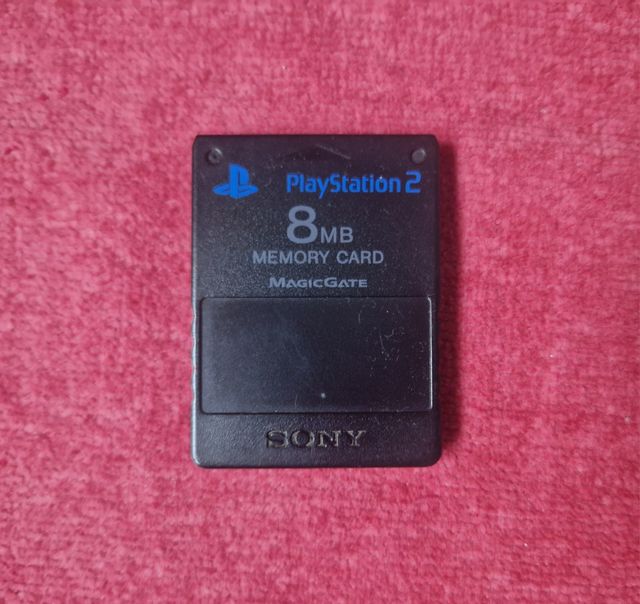 PlayStation 2
8MB
MEMORY CARD
MAGICGATE
SONY